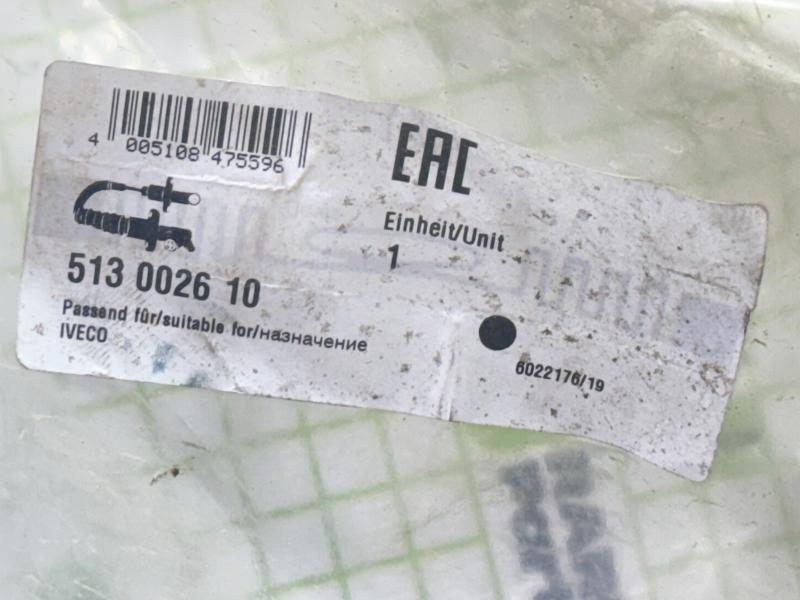 4 005108 475596
EAC
Einheit/Unit
1
513 0026 10
Passend für/suitable for/назначение
IVECO
6022176/19